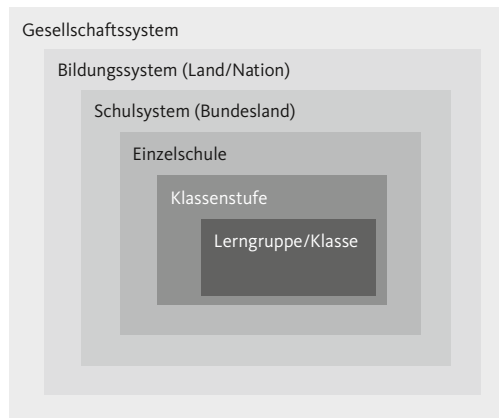 Gesellschaftssystem
Bildungssystem (Land/Nation)
Schulsystem (Bundesland)
Einzelschule
Klassenstufe
Lerngruppe/Klasse